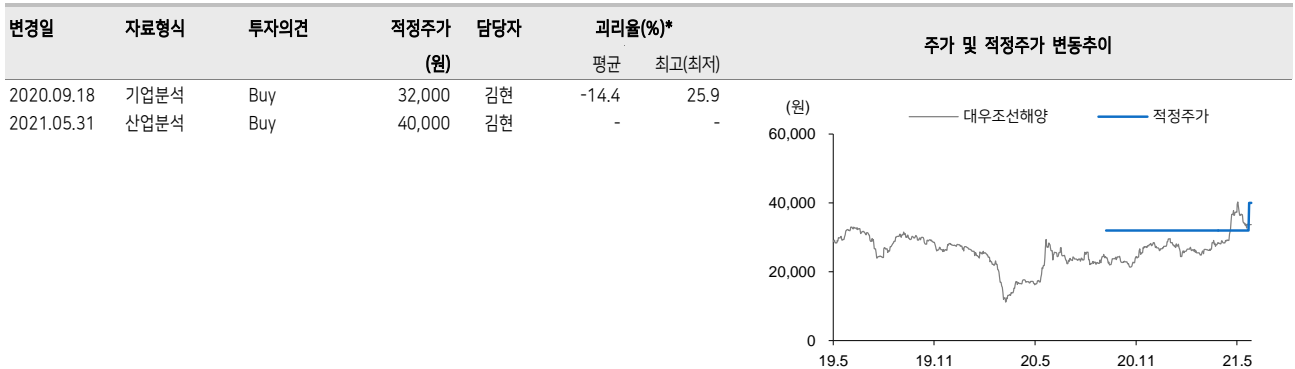 변경일 자료형식 투자의견 적정주가 담당자 괴리율(%)* 주가 및 적정주가 변동추이
(원) 평균 최고(최저)
2020.09.18 기업분석 Buy 32,000 김현 -14.4 25.9
2021.05.31 산업분석 Buy 40,000 김현 - -
(원)
대우조선해양 적정주가
60,000
40,000
20,000
0
19.5 19.11 20.5 20.11 21.5